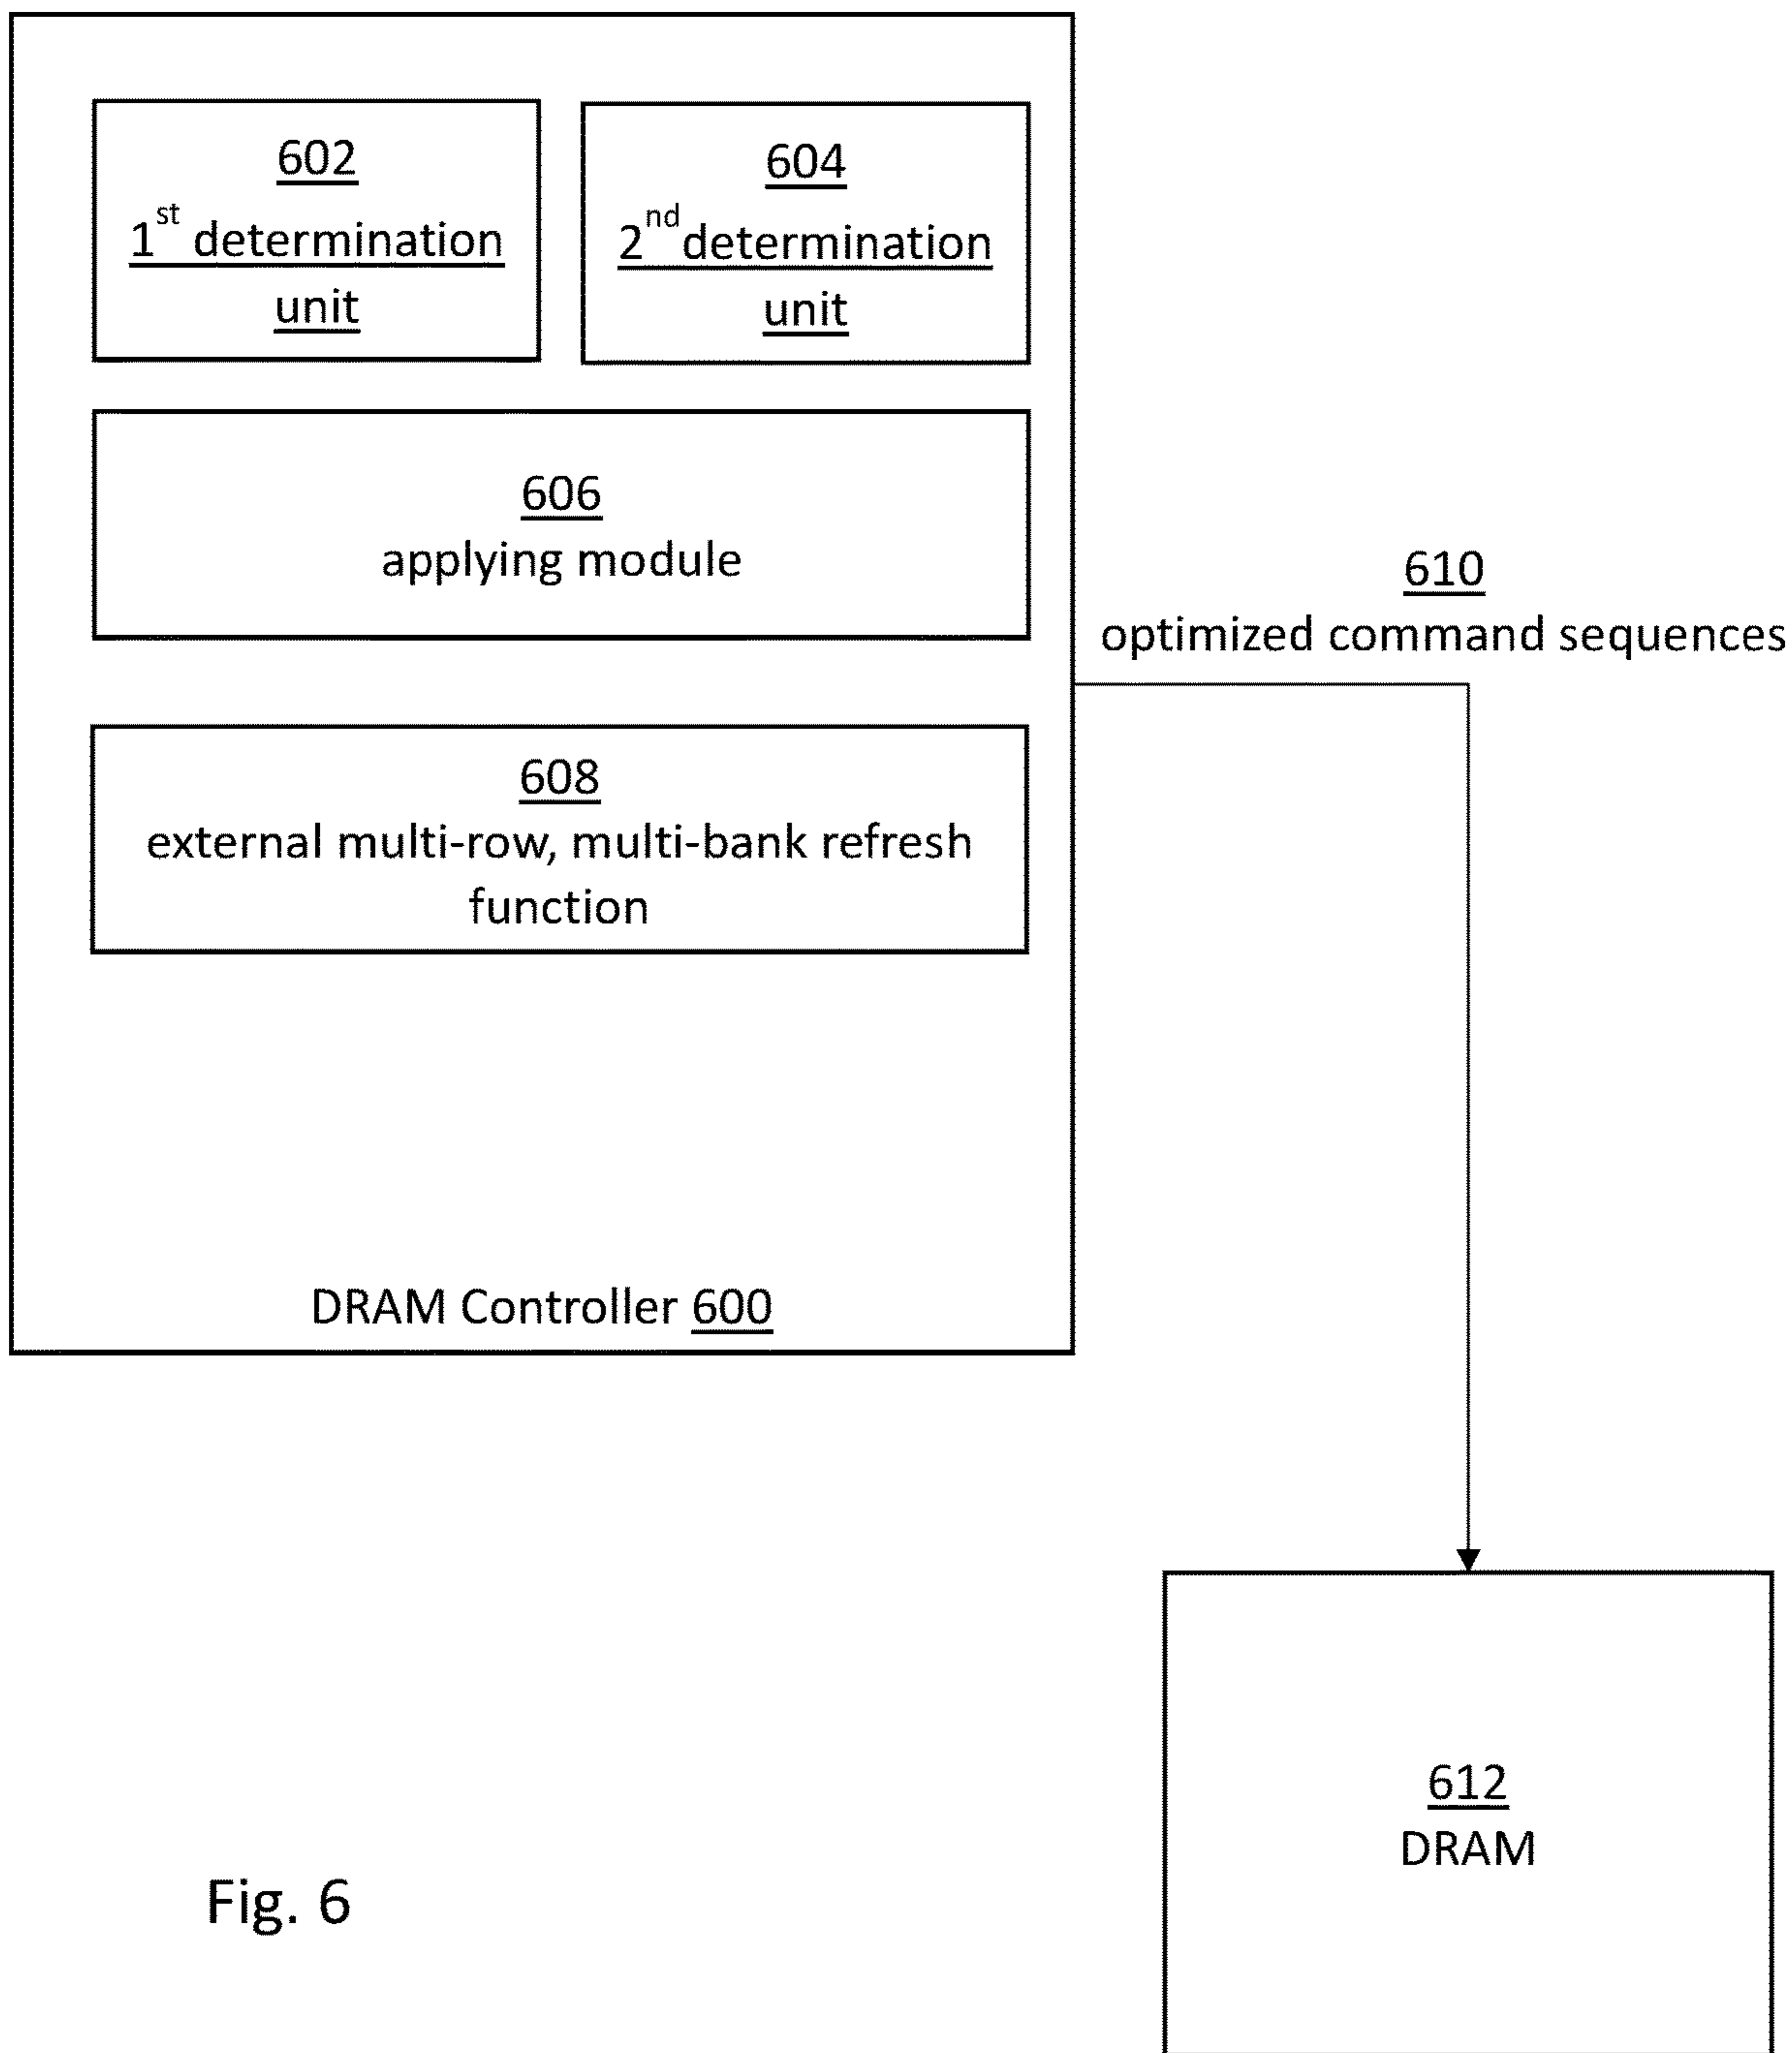 602
1st determination
unit
604
2nd determination
unit
606
applying module
608
external multi-row, multi-bank refresh
function
DRAM Controller 600
610
optimized command sequences
612
DRAM
Fig. 6